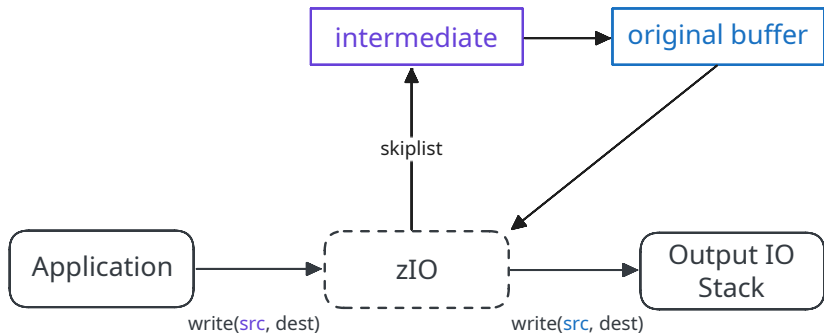 intermediate
original buffer
skiplist
Application
zIO
Output IO
Stack
write(src, dest)
write(src, dest)